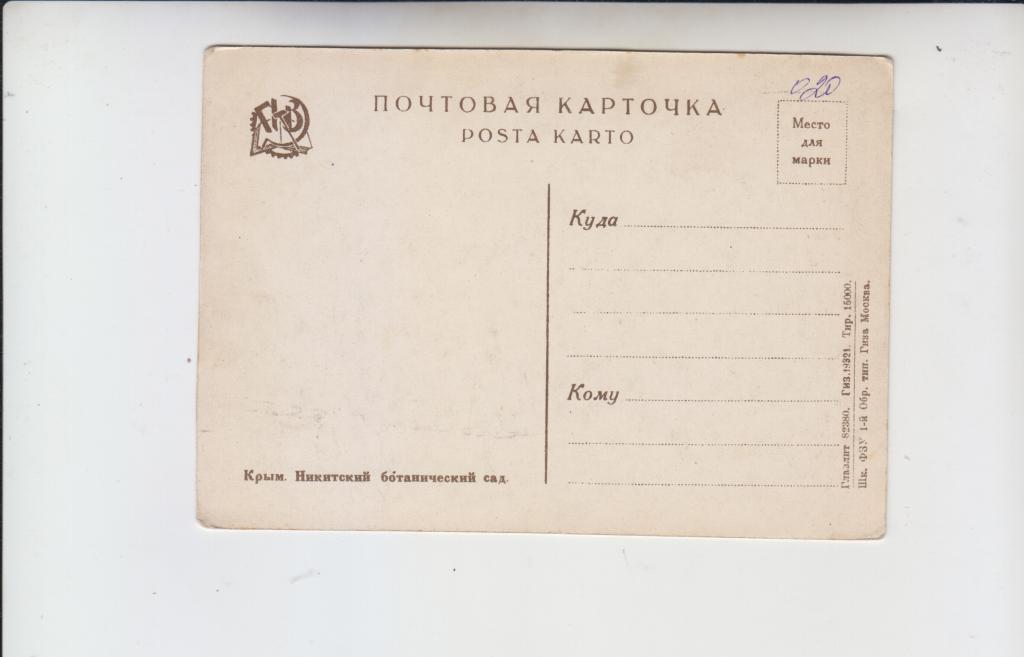 ПОЧТОВАЯ КАРТОЧКА
POSTA KARTO
020
Место
для
марки
Куда
Кому
Крым. Никитский ботанический сад.
Главлит 82380. ГИЗ.19321. Тир. 15000.
Шк. ФЗУ 1-й Обр. тип. Гиза Москва.